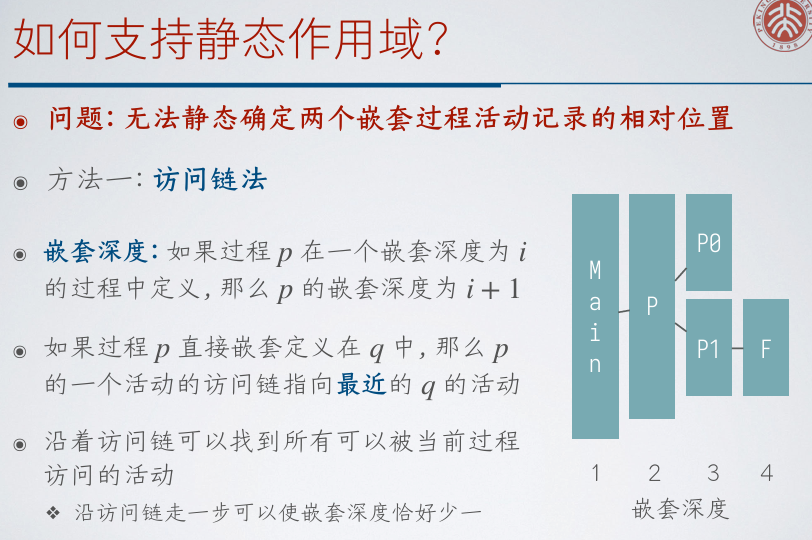 如何支持静态作用域?
问题: 无法静态确定两个嵌套过程活动记录的相对位置
方法一: 访问链法
嵌套深度: 如果过程 p 在一个嵌套深度为 i
的过程中定义, 那么 p 的嵌套深度为 i + 1
如果过程 p 直接嵌套定义在 q 中, 那么 p
的一个活动的访问链指向最近的 q 的活动
沿着访问链可以找到所有可以被当前过程
访问的活动
沿访问链走一步可以使嵌套深度恰好少一
Main
P
P0
P1
F
1 2 3 4
嵌套深度